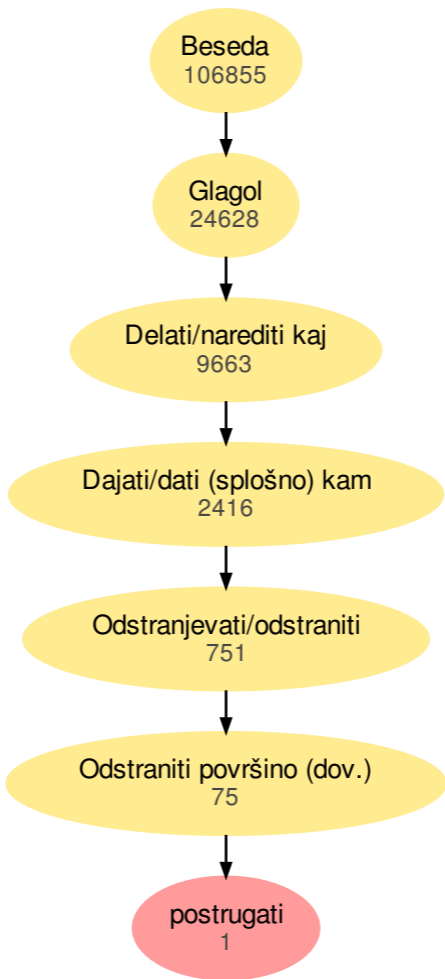 Beseda
106855
Glagol
24628
Delati/narediti kaj
9663
Dajati/dati (splošno) kam
2416
Odstranjevati/odstraniti
751
Odstraniti površino (dov.)
75
postrugati
1